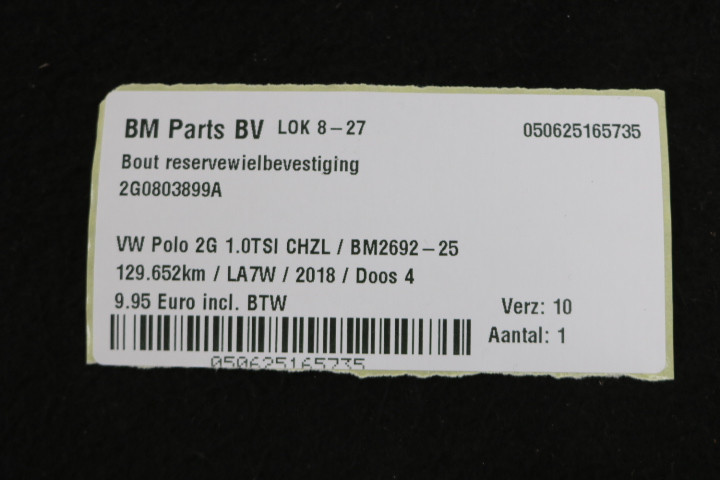 BM Parts BV LOK 8-27 050625165735
Bout reservewielbevestiging
2G0803899A
VW Polo 2G 1.0TSI CHZL / BM2692-25
129.652km / LA7W / 2018 / Doos 4
9.95 Euro incl. BTW
Verz: 10
Aantal: 1
050625165735